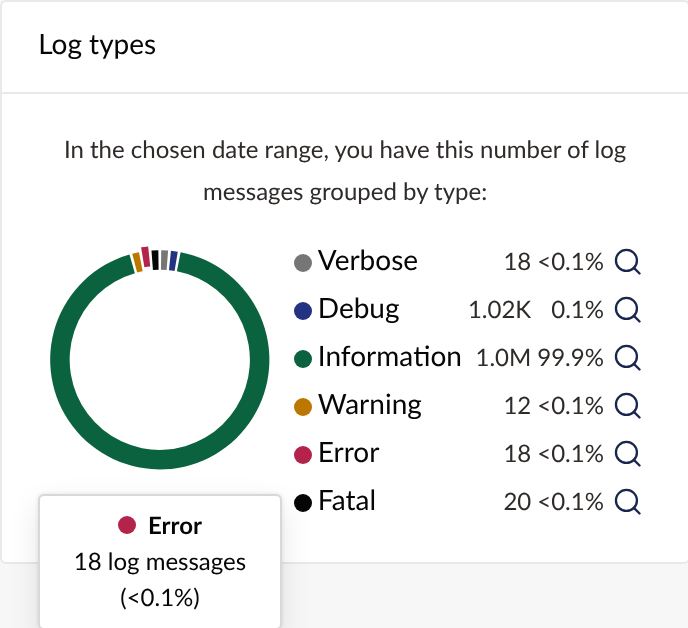 Log types
In the chosen date range, you have this number of log
messages grouped by type:
Verbose 18 <0.1%
Debug 1.02K 0.1%
Information 1.0M 99.9%
Warning 12 <0.1%
Error 18 <0.1%
Fatal 20 <0.1%
Error
18 log messages
(<0.1%)